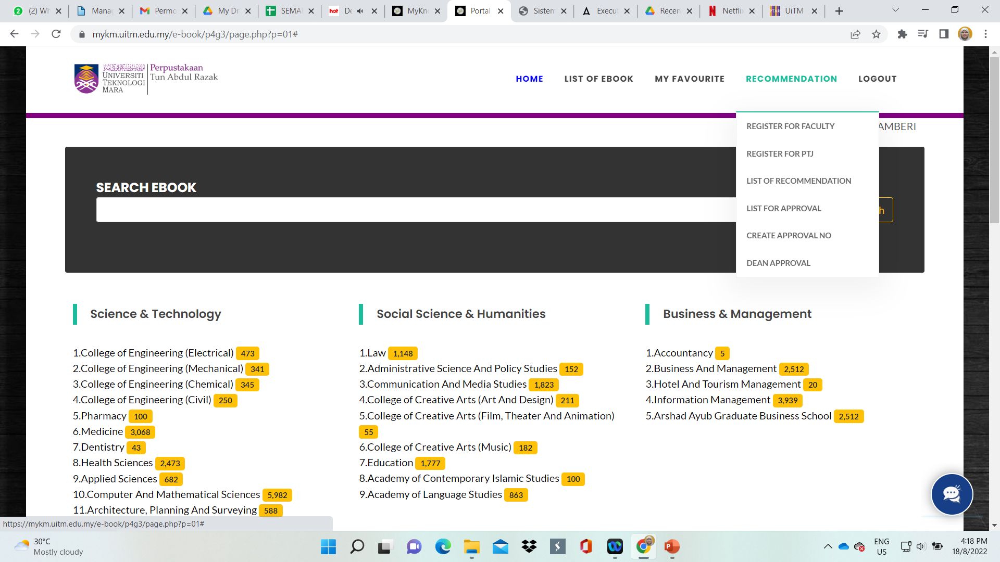 (2) Wh
Manag
Permo
My Dr
SEMA
hot
De
MyKno
Portal
Sistem
Execut
Recen
Netfli
UiTM
mykm.uitm.edu.my/e-book/p4g3/page.php?p=01#
UNIVERSITI
TEKNOLOGI
MARA
Perpustakaan
Tun Abdul Razak
HOME
LIST OF EBOOK
MY FAVOURITE
RECOMMENDATION
LOGOUT
REGISTER FOR FACULTY
AMBERI
REGISTER FOR PTJ
LIST OF RECOMMENDATION
LIST FOR APPROVAL
CREATE APPROVAL NO
DEAN APPROVAL
SEARCH EBOOK
h
Science & Technology
1.College of Engineering (Electrical) 473
2.College of Engineering (Mechanical) 341
3.College of Engineering (Chemical) 345
4.College of Engineering (Civil) 250
5.Pharmacy 100
6.Medicine 3,068
7.Dentistry 43
8.Health Sciences 2,473
9.Applied Sciences 682
10.Computer And Mathematical Sciences 5,982
11.Architecture, Planning And Surveying 588
Social Science & Humanities
1.Law 1,148
2.Administrative Science And Policy Studies 152
3.Communication And Media Studies 1,823
4.College of Creative Arts (Art And Design) 211
5.College of Creative Arts (Film, Theater And Animation)
55
6.College of Creative Arts (Music) 182
7.Education 1,777
8.Academy of Contemporary Islamic Studies 100
9.Academy of Language Studies 863
Business & Management
1.Accountancy 5
2.Business And Management 2,512
3.Hotel And Tourism Management 20
4.Information Management 3,939
5.Arshad Ayub Graduate Business School 2,512
https://mykm.uitm.edu.my/e-book/p4g3/page.php?p=01#
30°C
Mostly cloudy
ENG
US
4:18 PM
18/8/2022